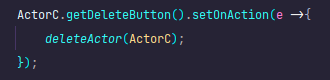 ActorC.getDeleteButton().setOnAction(e ->{
    deleteActor(ActorC);
});